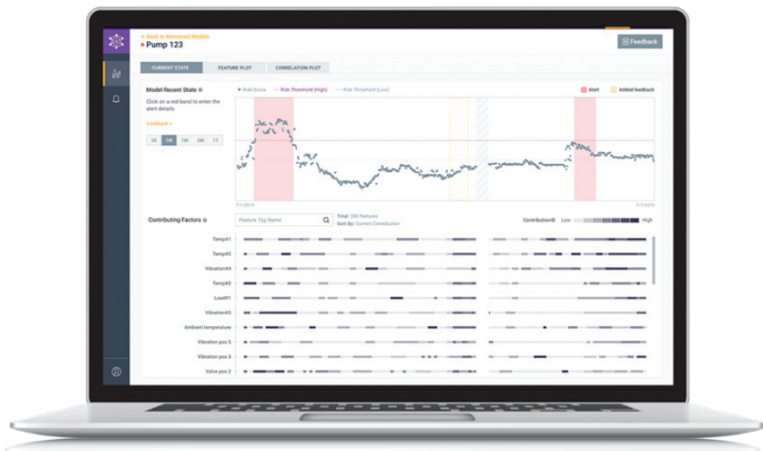 ← Back to Monitored Models
Pump 123
Feedback
CURRENT STATE
FEATURE PLOT
CORRELATION PLOT
Model Recent State
Click on a red band to enter the
alert details.
Lookback
1D 1W 1M 3M 1Y
Risk Score
Risk Threshold (High)
Risk Threshold (Low)
Alert
Added feedback
Contributing Factors
Feature Tag Name
Total: 200 features
Sort By: Current Contribution
Contribution
Low
High
Temp#1
Temp#5
Vibration#4
Temp#2
Load#1
Vibration#3
Ambient temperature
Vibration pos.5
Vibration pos.3
Valve pos.2